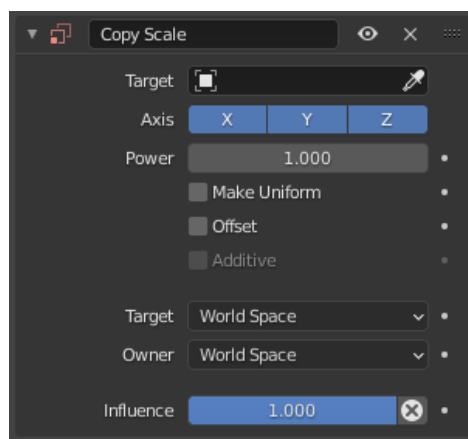 Copy Scale
Target
Axis X Y Z
Power 1.000
Make Uniform
Offset
Additive
Target World Space
Owner World Space
Influence 1.000